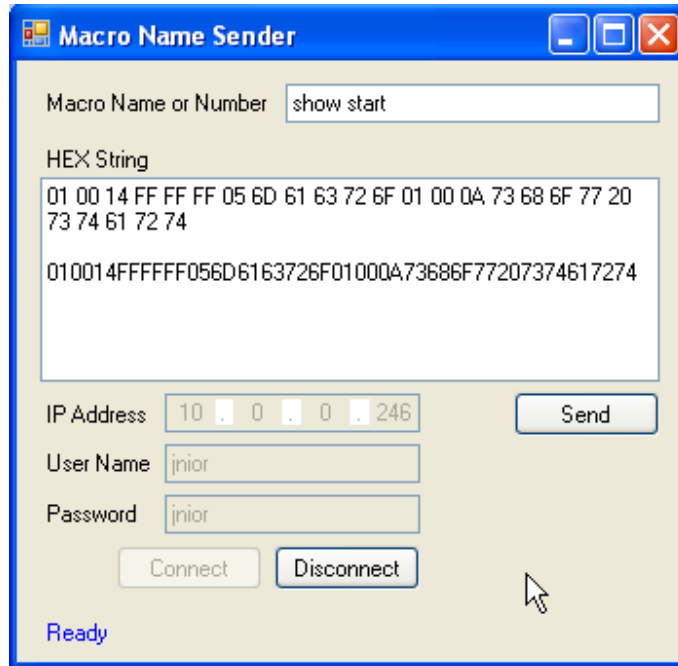 Macro Name Sender
Macro Name or Number show start
HEX String
01 00 14 FF FF FF 05 6D 61 63 72 6F 01 00 0A 73 68 6F 77 20
73 74 61 72 74
010014FFFFFF056D6163726F01000A73686F77207374617274
IP Address 10 . 0 . 0 . 246 Send
User Name jnior
Password jnior
Connect Disconnect
Ready